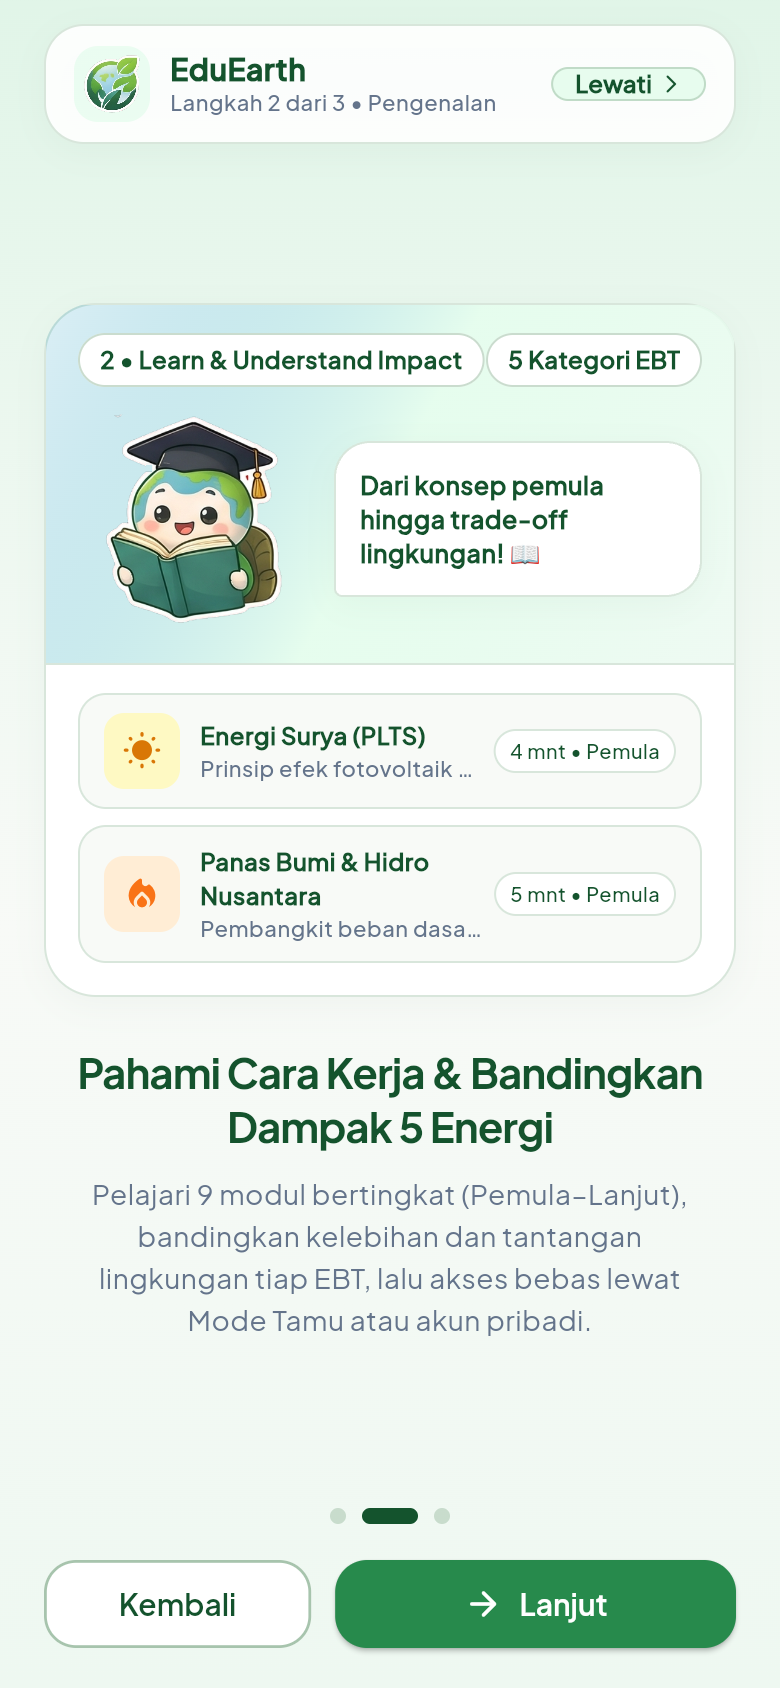 EduEarth
Langkah 2 dari 3 • Pengenalan
Lewati
2 • Learn & Understand Impact
5 Kategori EBT
Dari konsep pemula
hingga trade-off
lingkungan! 📖
Energi Surya (PLTS)
Prinsip efek fotovoltaik ...
4 mnt • Pemula
Panas Bumi & Hidro
Nusantara
Pembangkit beban dasa...
5 mnt • Pemula
Pahami Cara Kerja & Bandingkan
Dampak 5 Energi
Pelajari 9 modul bertingkat (Pemula–Lanjut),
bandingkan kelebihan dan tantangan
lingkungan tiap EBT, lalu akses bebas lewat
Mode Tamu atau akun pribadi.
Kembali
Lanjut